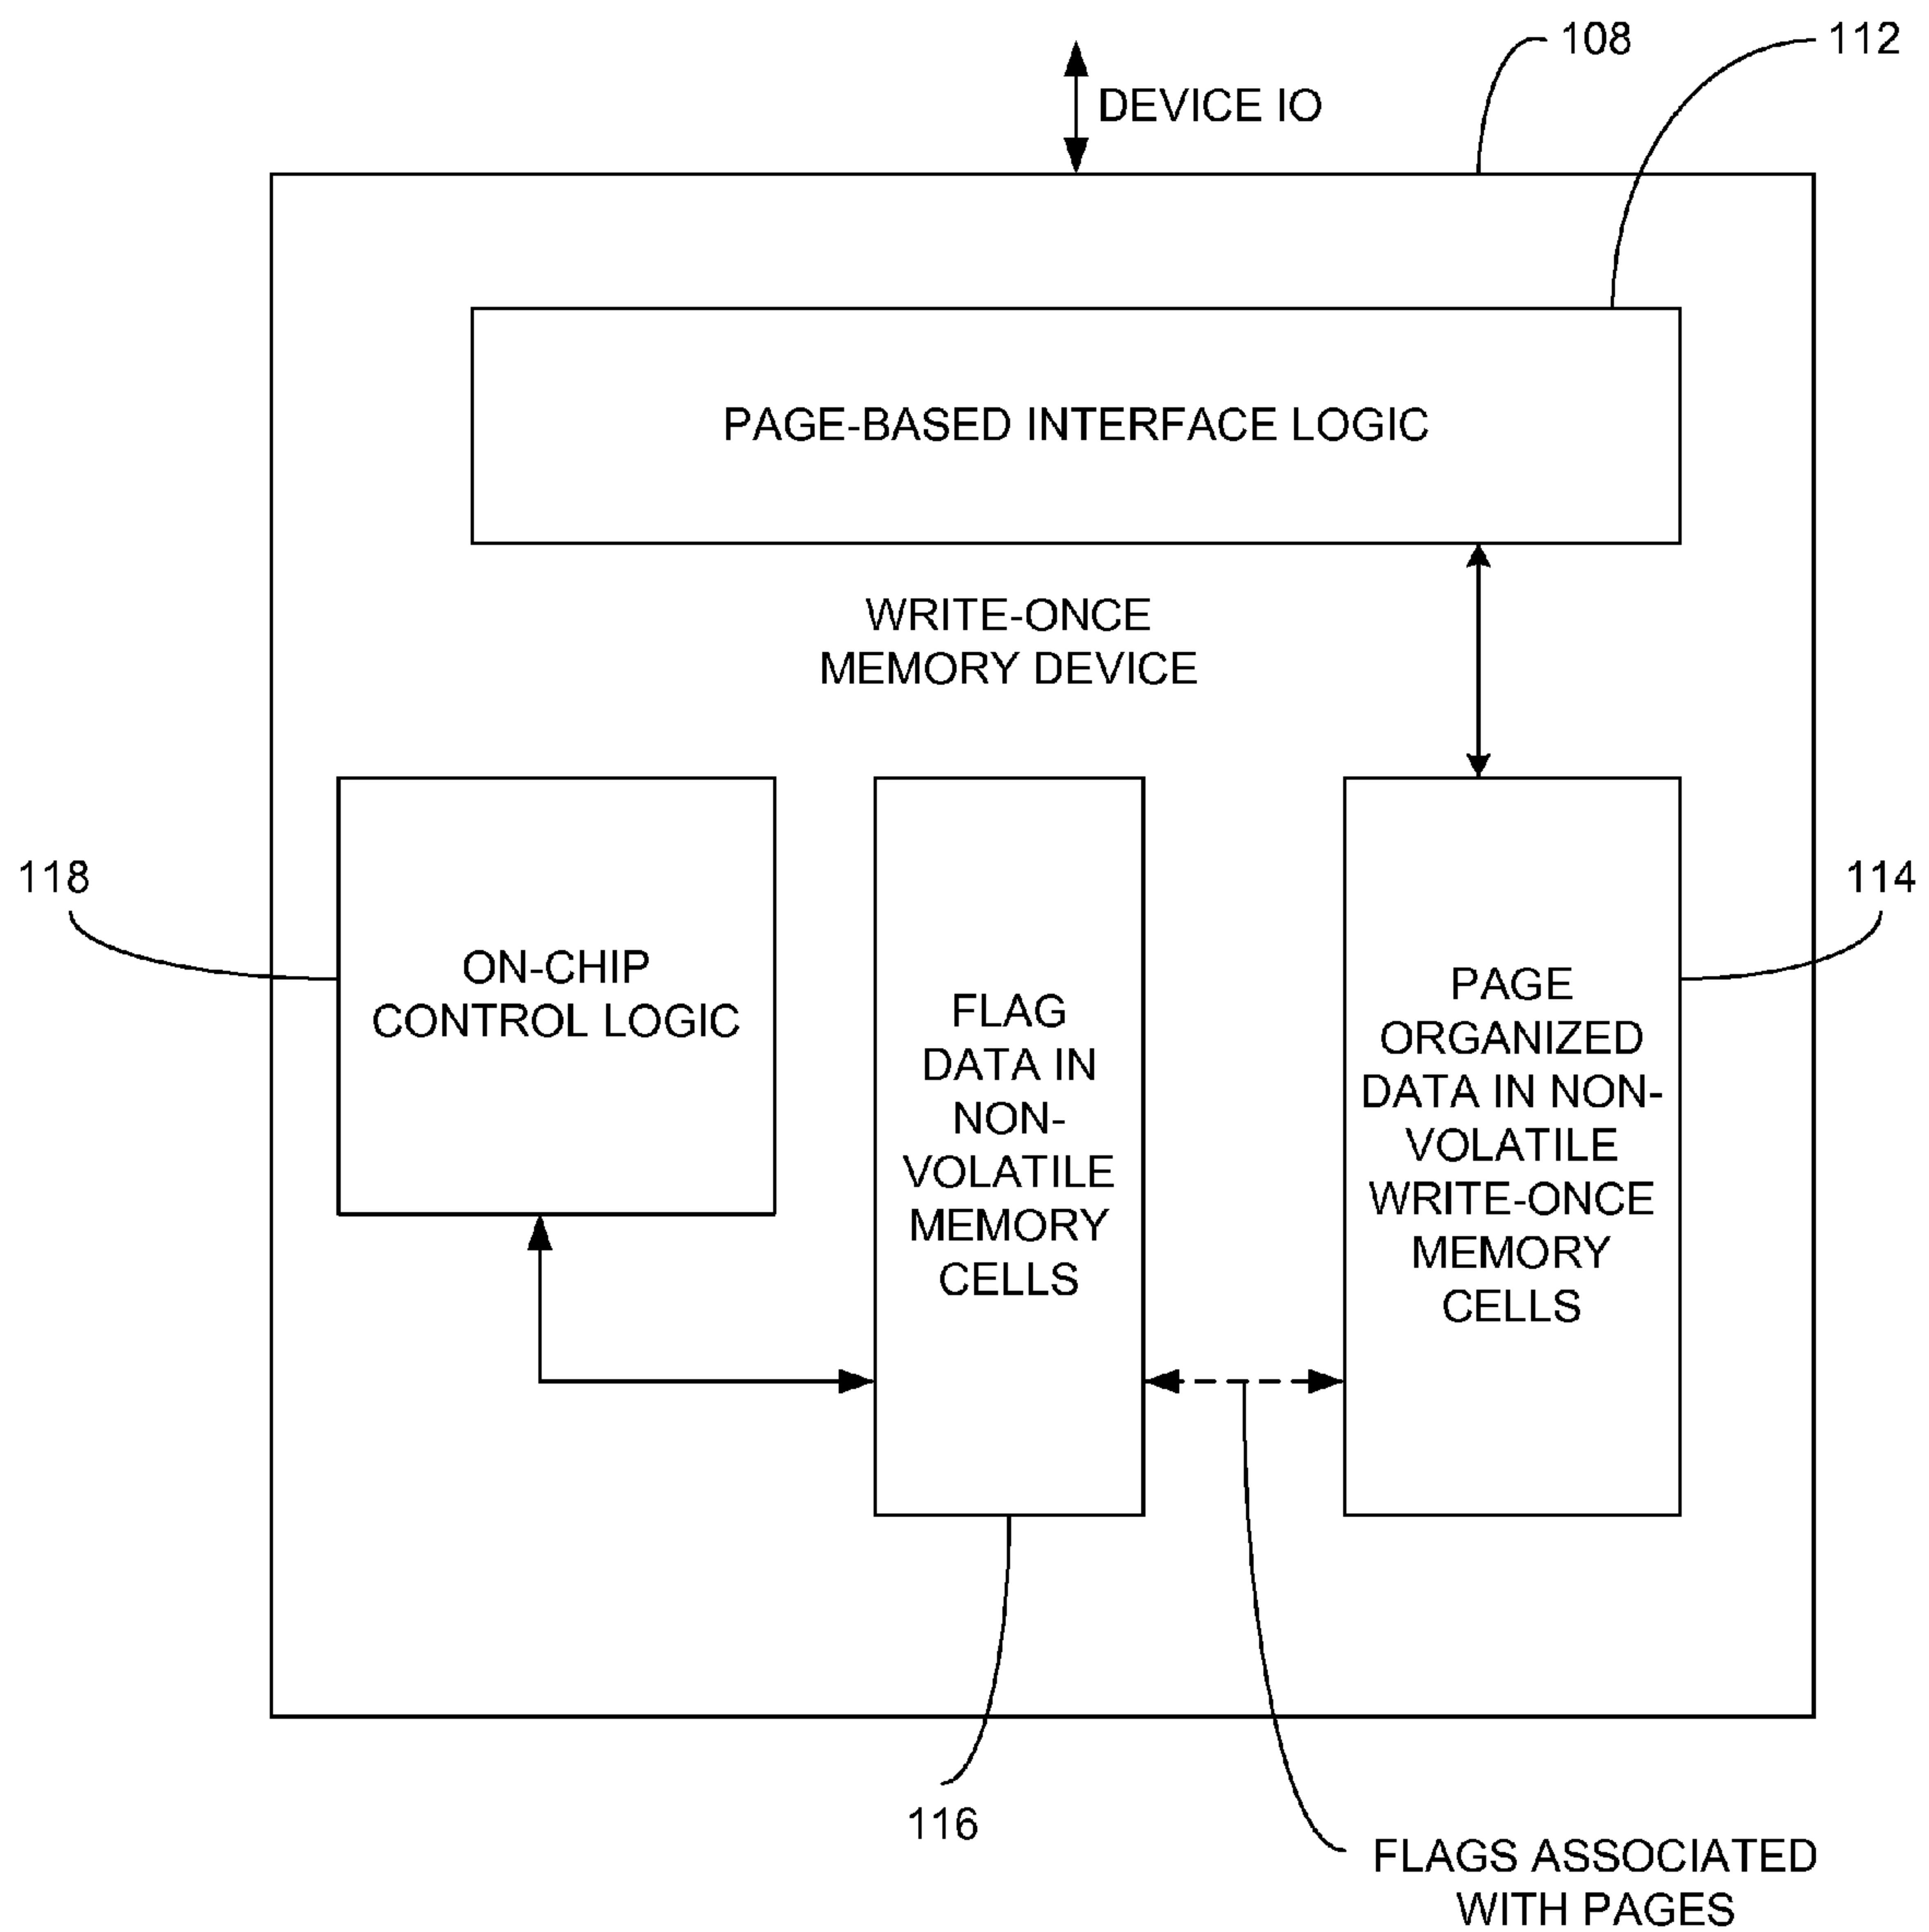 108
112
DEVICE IO
PAGE-BASED INTERFACE LOGIC
WRITE-ONCE
MEMORY DEVICE
118
114
ON-CHIP
CONTROL LOGIC
FLAG
DATA IN
NON-
VOLATILE
MEMORY
CELLS
PAGE
ORGANIZED
DATA IN NON-
VOLATILE
WRITE-ONCE
MEMORY
CELLS
116
FLAGS ASSOCIATED
WITH PAGES